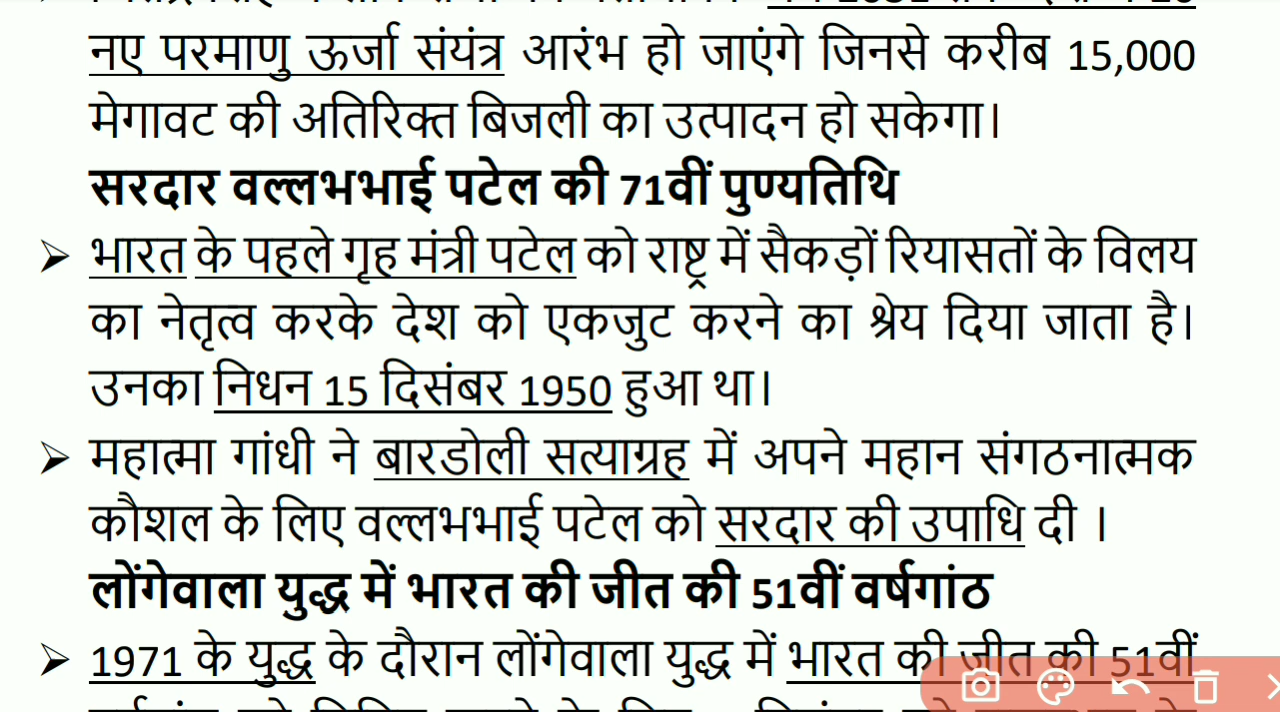 नए परमाणु ऊर्जा संयंत्र आरंभ हो जाएंगे जिनसे करीब 15,000
मेगावट की अतिरिक्त बिजली का उत्पादन हो सकेगा।
सरदार वल्लभभाई पटेल की 71वीं पुण्यतिथि
➢ भारत के पहले गृह मंत्री पटेल को राष्ट्र में सैकड़ों रियासतों के विलय
का नेतृत्व करके देश को एकजुट करने का श्रेय दिया जाता है।
उनका निधन 15 दिसंबर 1950 हुआ था।
➢ महात्मा गांधी ने बारडोली सत्याग्रह में अपने महान संगठनात्मक
कौशल के लिए वल्लभभाई पटेल को सरदार की उपाधि दी ।
लोंगेवाला युद्ध में भारत की जीत की 51वीं वर्षगांठ
➢ 1971 के युद्ध के दौरान लोंगेवाला युद्ध में भारत की जीत की 51वीं